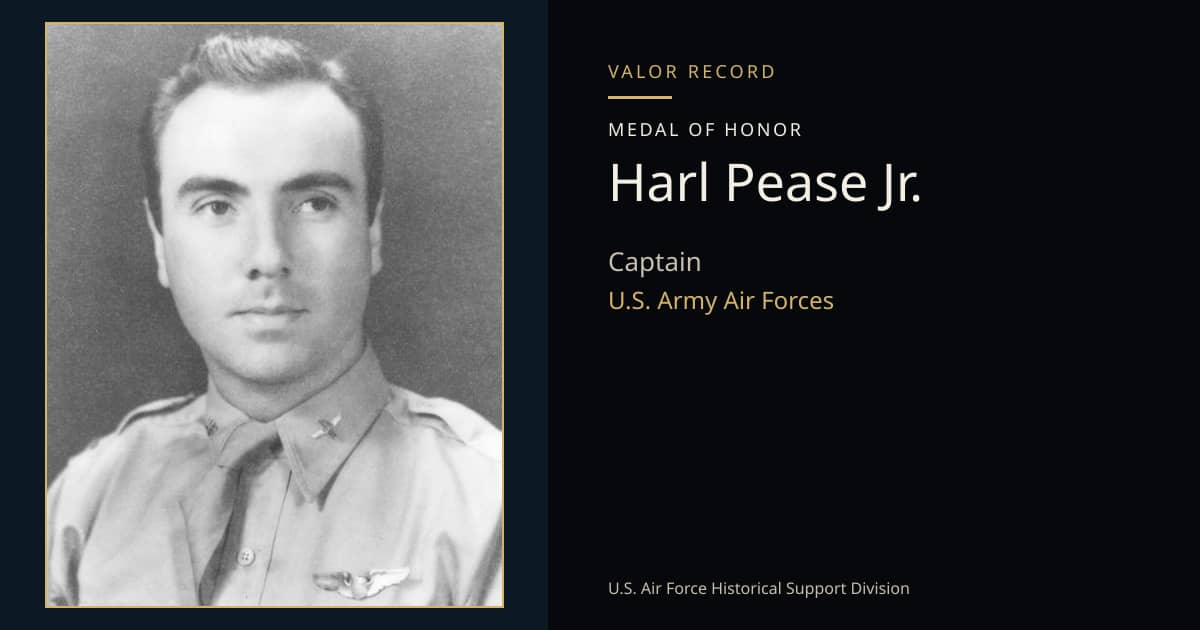 VALOR RECORD
MEDAL OF HONOR
Harl Pease Jr.
Captain
U.S. Army Air Forces
U.S. Air Force Historical Support Division